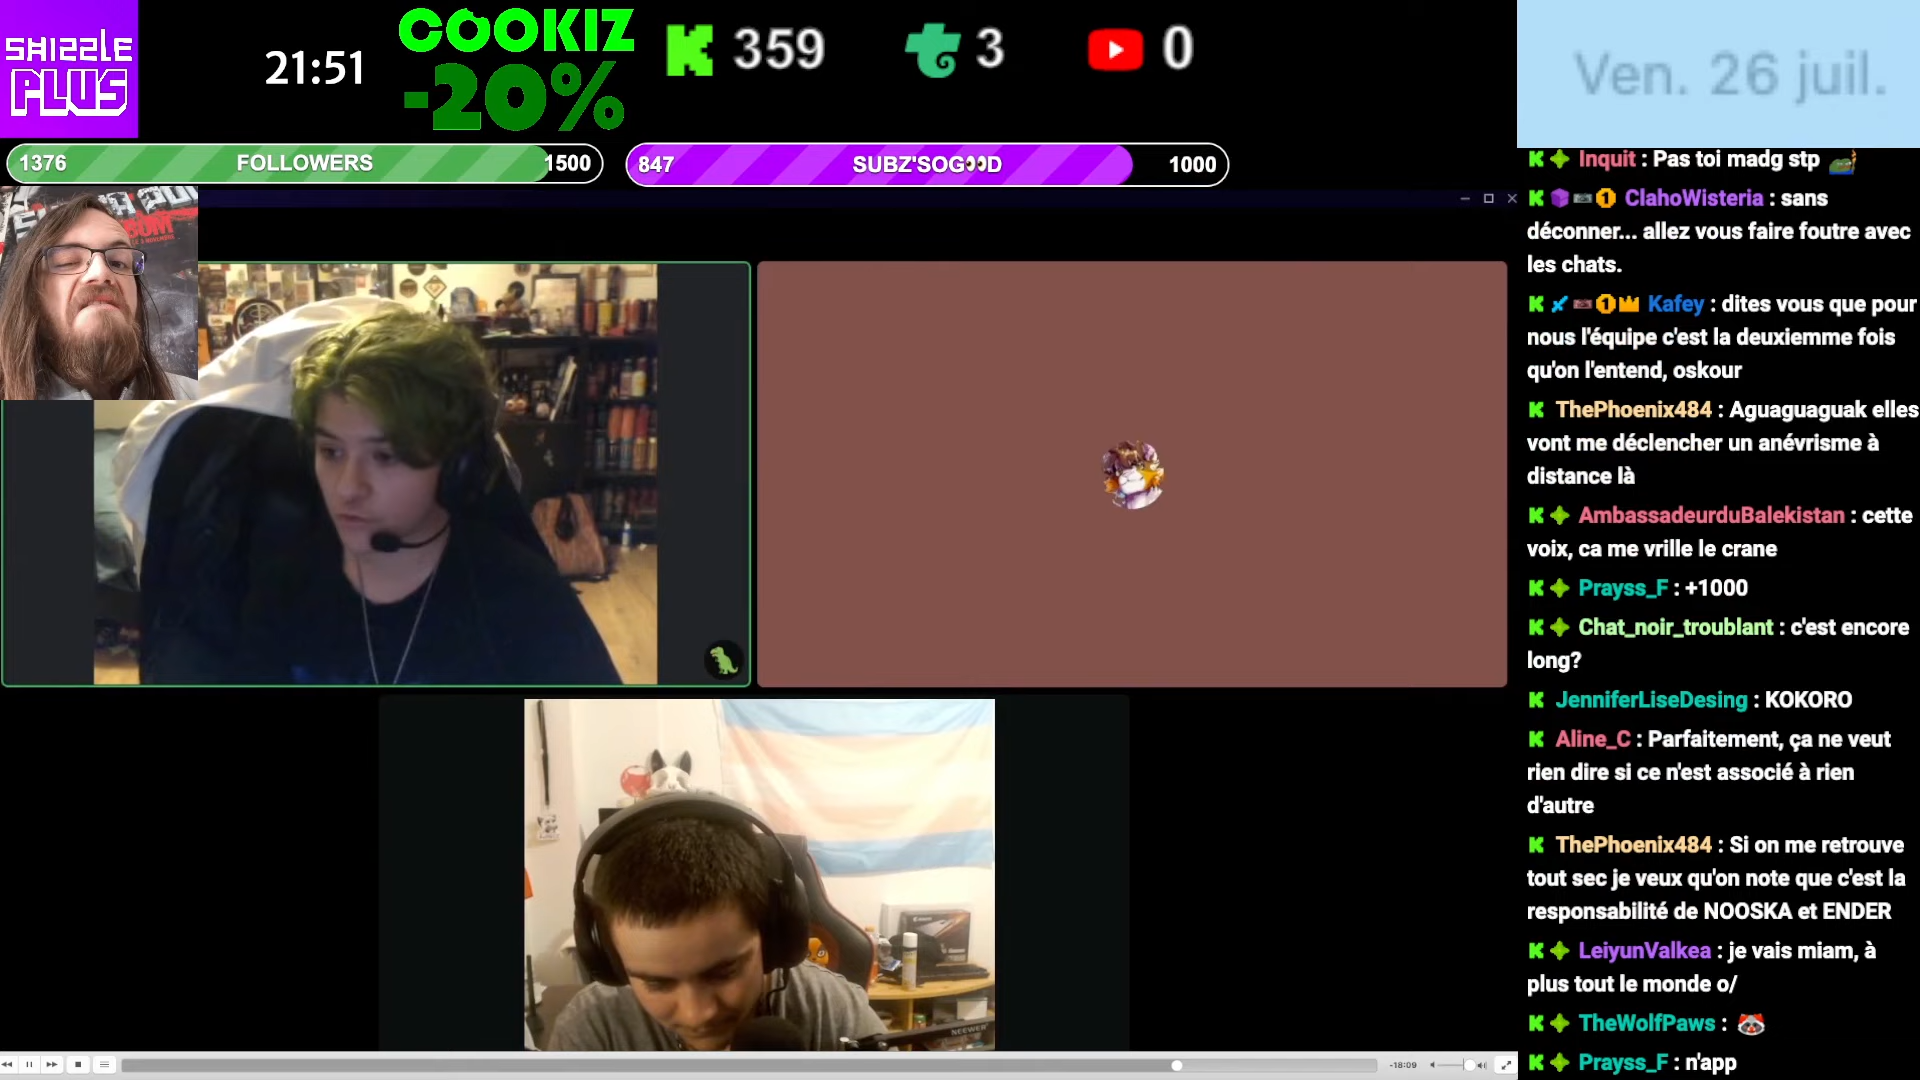 SHIZZLE
PLUS
21:51
COOKIZ
-20%
359
3
0
Ven. 26 juil.
1376 FOLLOWERS 1500
847 SUBZ'SOG👀D 1000
Inquit : Pas toi madg stp
ClahoWisteria : sans
déconner... allez vous faire foutre avec
les chats.
Kafey : dites vous que pour
nous l'équipe c'est la deuxiemme fois
qu'on l'entend, oskour
ThePhoenix484 : Aguaguaguak elles
vont me déclencher un anévrisme à
distance là
AmbassadeurduBalekistan : cette
voix, ca me vrille le crane
Prayss_F : +1000
Chat_noir_troublant : c'est encore
long?
JenniferLiseDesing : KOKORO
Aline_C : Parfaitement, ça ne veut
rien dire si ce n'est associé à rien
d'autre
ThePhoenix484 : Si on me retrouve
tout sec je veux qu'on note que c'est la
responsabilité de NOOSKA et ENDER
LeiyunValkea : je vais miam, à
plus tout le monde o/
TheWolfPaws : 🦝
Prayss_F : n'app
NEEWER
-18:09